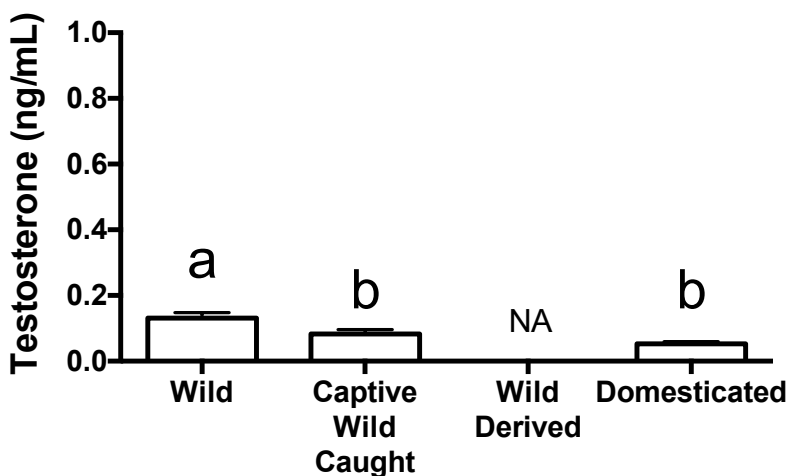 Testosterone (ng/mL)
1.0
0.8
0.6
0.4
0.2
0.0
a
b
NA
b
Wild
Captive
Wild
Caught
Wild
Derived
Domesticated